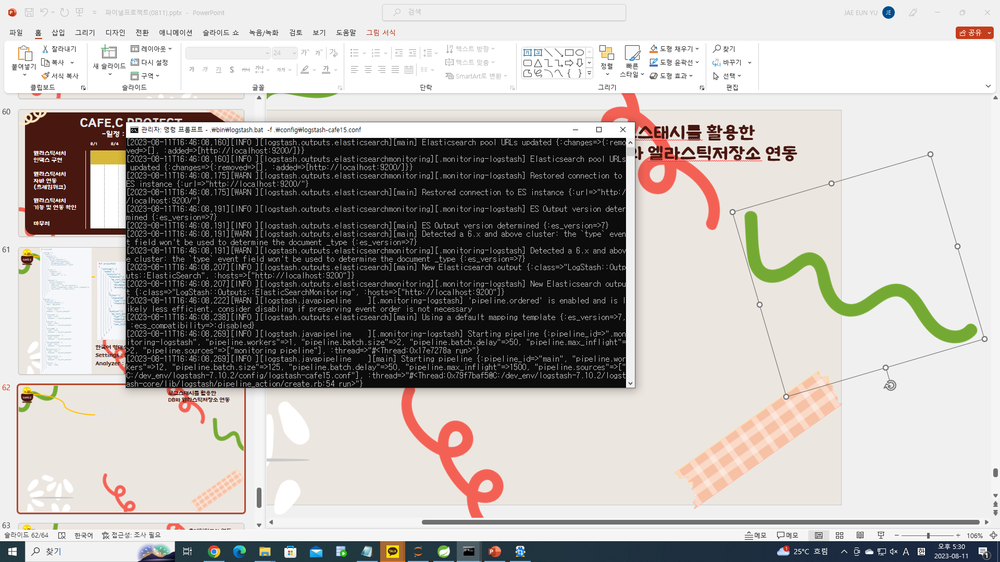 파이널프로젝트(0811).pptx - PowerPoint
검색
JAE EUN YU
JE
파일 홈 삽입 그리기 디자인 전환 애니메이션 슬라이드 쇼 녹음/녹화 검토 보기 도움말 그림 서식
공유
붙여넣기
잘라내기
복사
서식 복사
클립보드
새 슬라이드
레이아웃
다시 설정
구역
슬라이드
24
글꼴
텍스트 방향
텍스트 맞춤
SmartArt로 변환
단락
정렬
빠른 스타일
도형 채우기
도형 윤곽선
도형 효과
그리기
찾기
바꾸기
선택
편집
60
CAFE.C PROJECT
-일정 :
8/1 8/4
엘라스틱서치
인덱스 구현
엘라스틱서치
자바 연동
(프레임워크)
엘라스틱서치
기능 및 연동 확인
마무리
61
CAFE.C
한국어 형태소
Settings :
Analyzer :
62
CAFE.C
로그스태시를 활용한
DB와 엘라스틱저장소 연동
63
관리자: 명령 프롬프트 - .₩bin₩logstash.bat -f .₩config₩logstash-cafe15.conf
[2023-08-11T16:46:08,160][INFO ][logstash.outputs.elasticsearch][main] Elasticsearch pool URLs updated {:changes=>{:remo
ved=>[], :added=>[http://localhost:9200/]}}
[2023-08-11T16:46:08,160][INFO ][logstash.outputs.elasticsearchmonitoring][.monitoring-logstash] Elasticsearch pool URLs
 updated {:changes=>{:removed=>[], :added=>[http://localhost:9200/]}}
[2023-08-11T16:46:08,175][WARN ][logstash.outputs.elasticsearchmonitoring][.monitoring-logstash] Restored connection to
ES instance {:url=>"http://localhost:9200/"}
[2023-08-11T16:46:08,175][WARN ][logstash.outputs.elasticsearch][main] Restored connection to ES instance {:url=>"http:/
/localhost:9200/"}
[2023-08-11T16:46:08,191][INFO ][logstash.outputs.elasticsearchmonitoring][.monitoring-logstash] ES Output version deter
mined {:es_version=>7}
[2023-08-11T16:46:08,191][INFO ][logstash.outputs.elasticsearch][main] ES Output version determined {:es_version=>7}
[2023-08-11T16:46:08,191][WARN ][logstash.outputs.elasticsearch][main] Detected a 6.x and above cluster: the `type` even
t field won't be used to determine the document _type {:es_version=>7}
[2023-08-11T16:46:08,191][WARN ][logstash.outputs.elasticsearchmonitoring][.monitoring-logstash] Detected a 6.x and abov
e cluster: the `type` event field won't be used to determine the document _type {:es_version=>7}
[2023-08-11T16:46:08,207][INFO ][logstash.outputs.elasticsearch][main] New Elasticsearch output {:class=>"LogStash::Outp
uts::ElasticSearch", :hosts=>["http://localhost:9200"]}
[2023-08-11T16:46:08,207][INFO ][logstash.outputs.elasticsearchmonitoring][.monitoring-logstash] New Elasticsearch outpu
t {:class=>"LogStash::Outputs::ElasticSearchMonitoring", :hosts=>["http://localhost:9200"]}
[2023-08-11T16:46:08,222][WARN ][logstash.javapipeline    ][.monitoring-logstash] 'pipeline.ordered' is enabled and is l
ikely less efficient, consider disabling if preserving event order is not necessary
[2023-08-11T16:46:08,238][INFO ][logstash.outputs.elasticsearch][main] Using a default mapping template {:es_version=>7,
 :ecs_compatibility=>:disabled}
[2023-08-11T16:46:08,269][INFO ][logstash.javapipeline    ][.monitoring-logstash] Starting pipeline {:pipeline_id=>".mon
itoring-logstash", "pipeline.workers"=>1, "pipeline.batch.size"=>2, "pipeline.batch.delay"=>50, "pipeline.max_inflight"=
>2, "pipeline.sources"=>["monitoring pipeline"], :thread=>"#<Thread:0x17e7278a run>"}
[2023-08-11T16:46:08,269][INFO ][logstash.javapipeline    ][main] Starting pipeline {:pipeline_id=>"main", "pipeline.wor
kers"=>12, "pipeline.batch.size"=>125, "pipeline.batch.delay"=>50, "pipeline.max_inflight"=>1500, "pipeline.sources"=>["
C:/dev_env/logstash-7.10.2/config/logstash-cafe15.conf"], :thread=>"#<Thread:0x79f7baf5@C:/dev_env/logstash-7.10.2/logst
ash-core/lib/logstash/pipeline_action/create.rb:54 run>"}
스태시를 활용한
엘라스틱저장소 연동
슬라이드 62/64 한국어 접근성: 조사 필요
메모 메모 106%
찾기
TALK
1
25°C 흐림
A 한
오후 5:30
2023-08-11
1